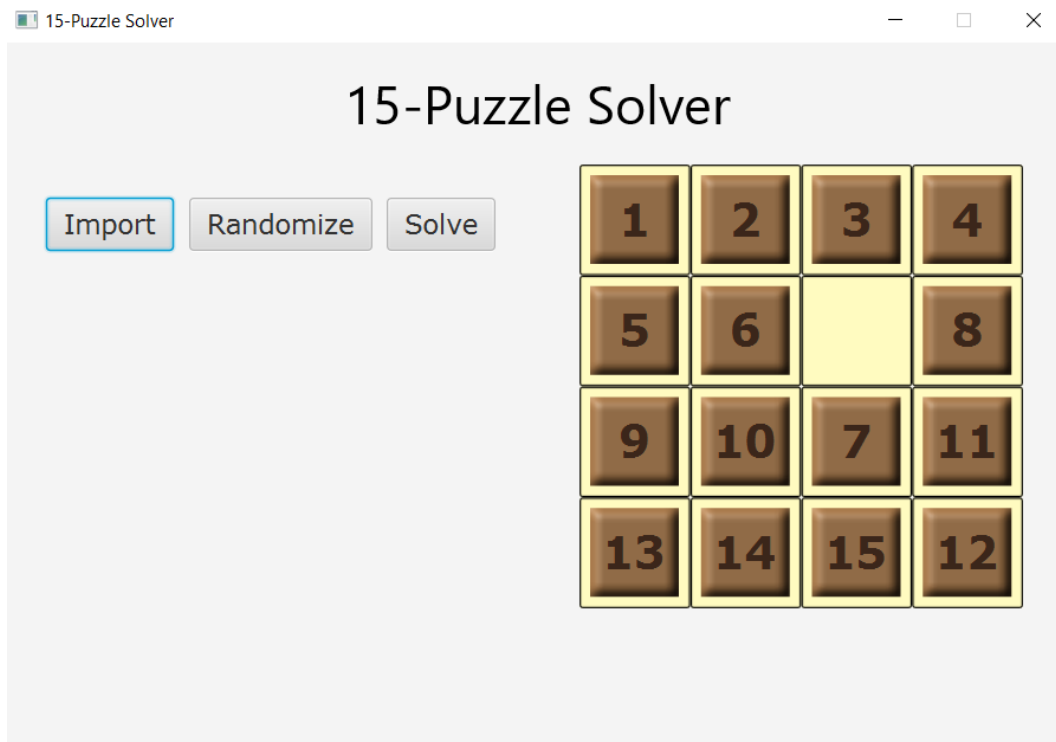 15-Puzzle Solver
15-Puzzle Solver
Import Randomize Solve
1 2 3 4
5 6 8
9 10 7 11
13 14 15 12